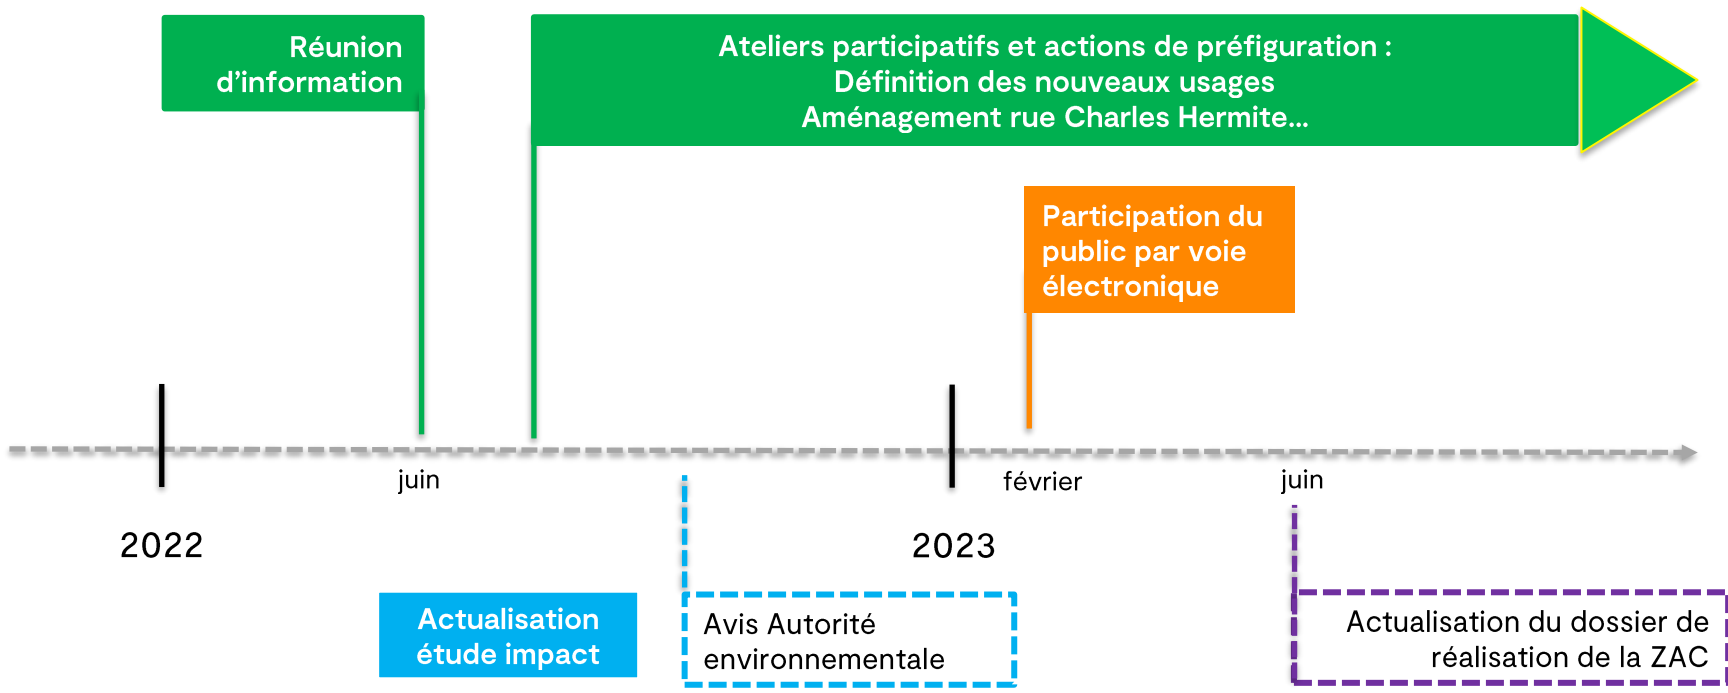 Réunion
d’information
Ateliers participatifs et actions de préfiguration :
Définition des nouveaux usages
Aménagement rue Charles Hermite...
Participation du
public par voie
électronique
juin
février
juin
2022
2023
Actualisation
étude impact
Avis Autorité
environnementale
Actualisation du dossier de
réalisation de la ZAC